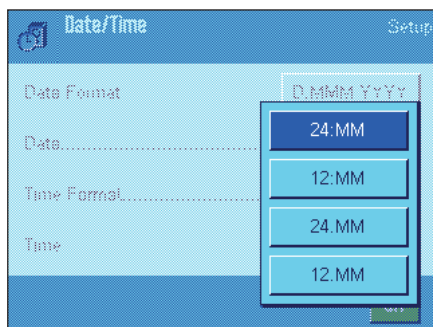 Date/Time
Setup
Date Format D.MMM YYYY
Date
Time Format
Time
24:MM
12:MM
24.MM
12.MM